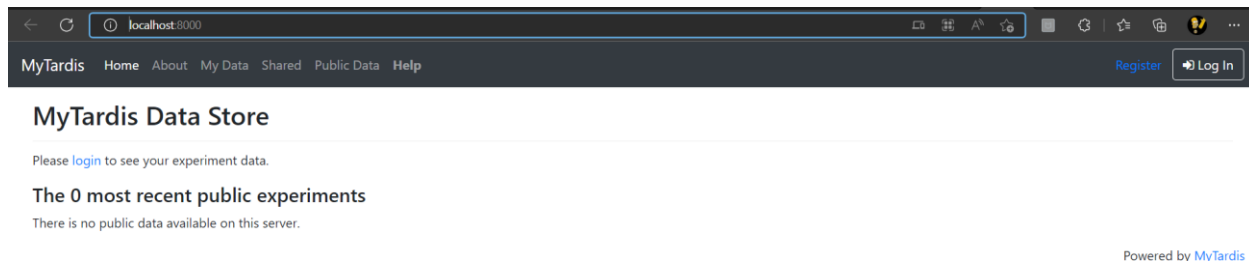 localhost:8000
MyTardis Home About My Data Shared Public Data Help Register Log In
MyTardis Data Store
Please login to see your experiment data.
The 0 most recent public experiments
There is no public data available on this server.
Powered by MyTardis